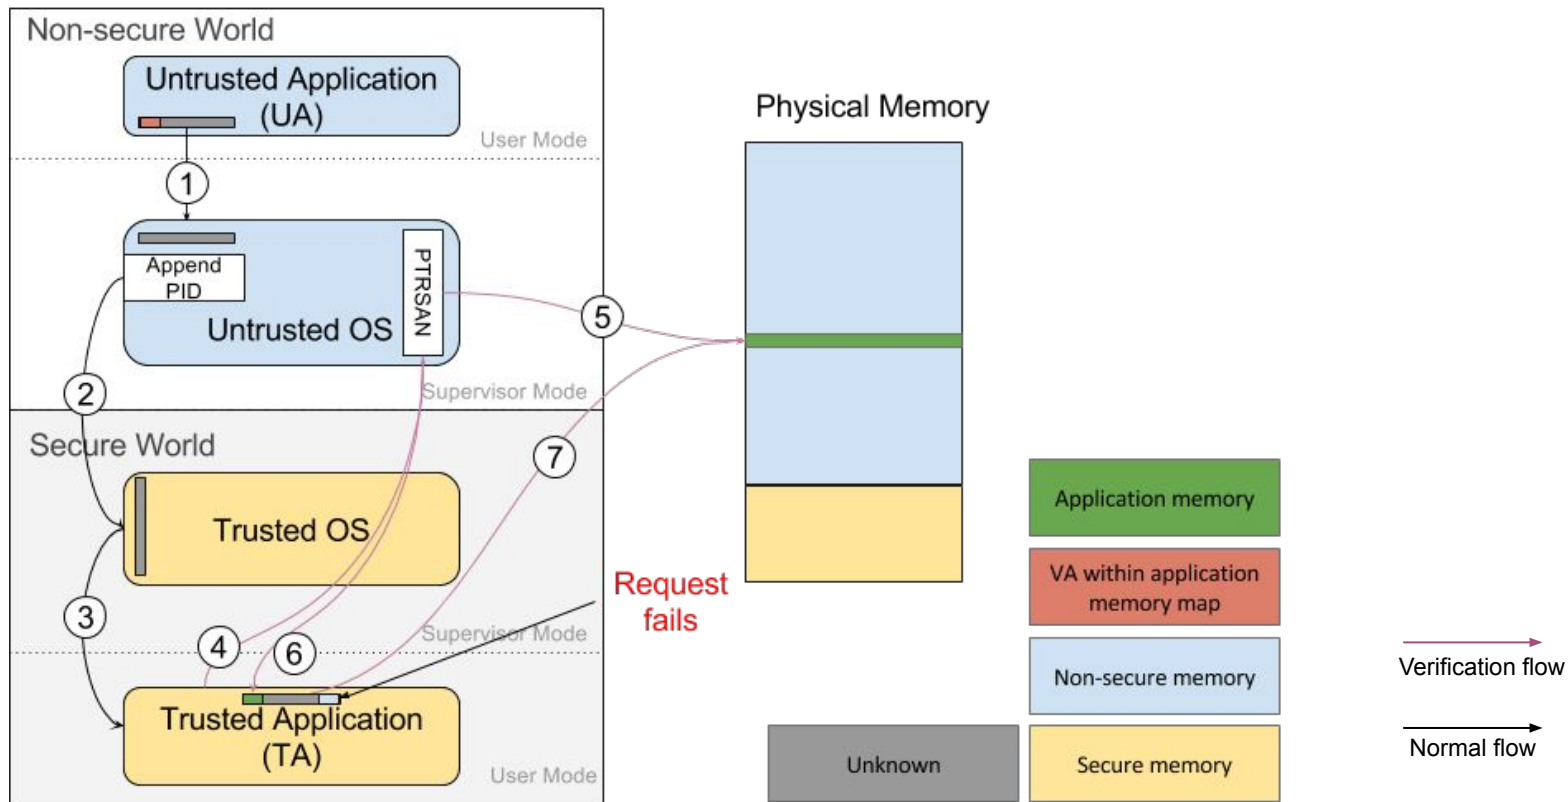 Non-secure World
Untrusted Application
(UA)
User Mode
1
Append
PID
PTRSAN
Untrusted OS
Supervisor Mode
2
5
Secure World
7
Trusted OS
3
4
6
Supervisor Mode
Trusted Application
(TA)
User Mode
Request
fails
Physical Memory
Application memory
VA within application
memory map
Non-secure memory
Unknown
Secure memory
Verification flow
Normal flow